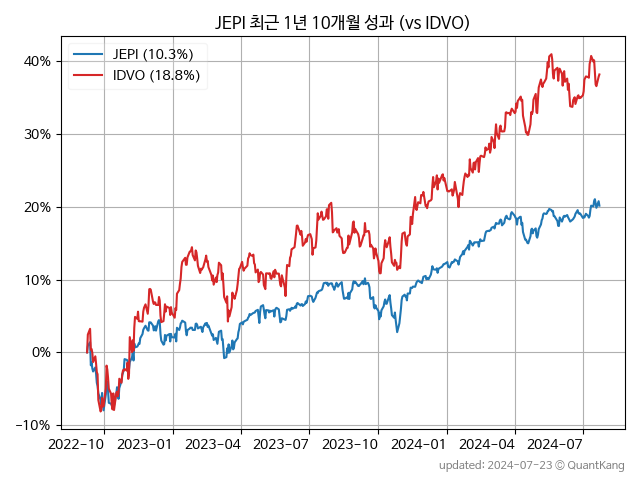 JEPI 최근 1년 10개월 성과 (vs IDVO)
JEPI (10.3%)
IDVO (18.8%)
40%
30%
20%
10%
0%
−10%
2022−10 2023−01 2023−04 2023−07 2023−10 2024−01 2024−04 2024−07
updated: 2024-07-23 ⓒ QuantKang